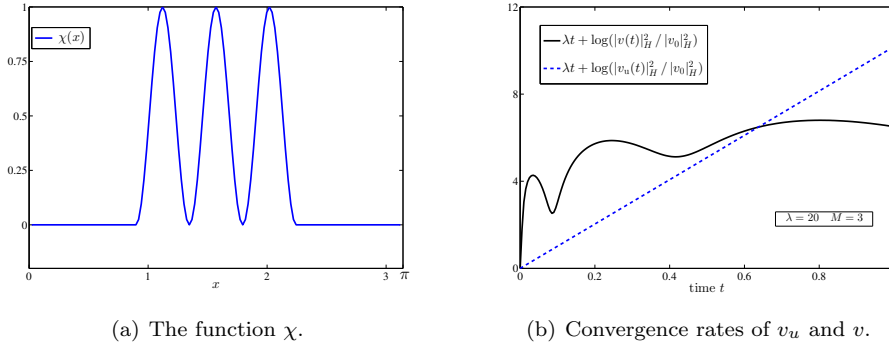 1
0.75
0.5
0.25
0
0
1
2
3
π
x
χ(x)
(a) The function χ.
12
8
4
0
0
0.2
0.4
0.6
0.8
time t
λt + log(|v(t)|²_H / |v₀|²_H)
λt + log(|v_u(t)|²_H / |v₀|²_H)
λ = 20 M = 3
(b) Convergence rates of v_u and v.